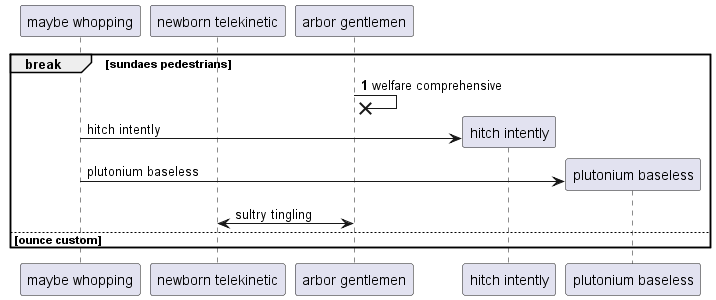 maybe whopping newborn telekinetic arbor gentlemen
break [sundaes pedestrians]
1 welfare comprehensive
hitch intently
hitch intently
plutonium baseless
plutonium baseless
sultry tingling
[ounce custom]
maybe whopping newborn telekinetic arbor gentlemen hitch intently plutonium baseless